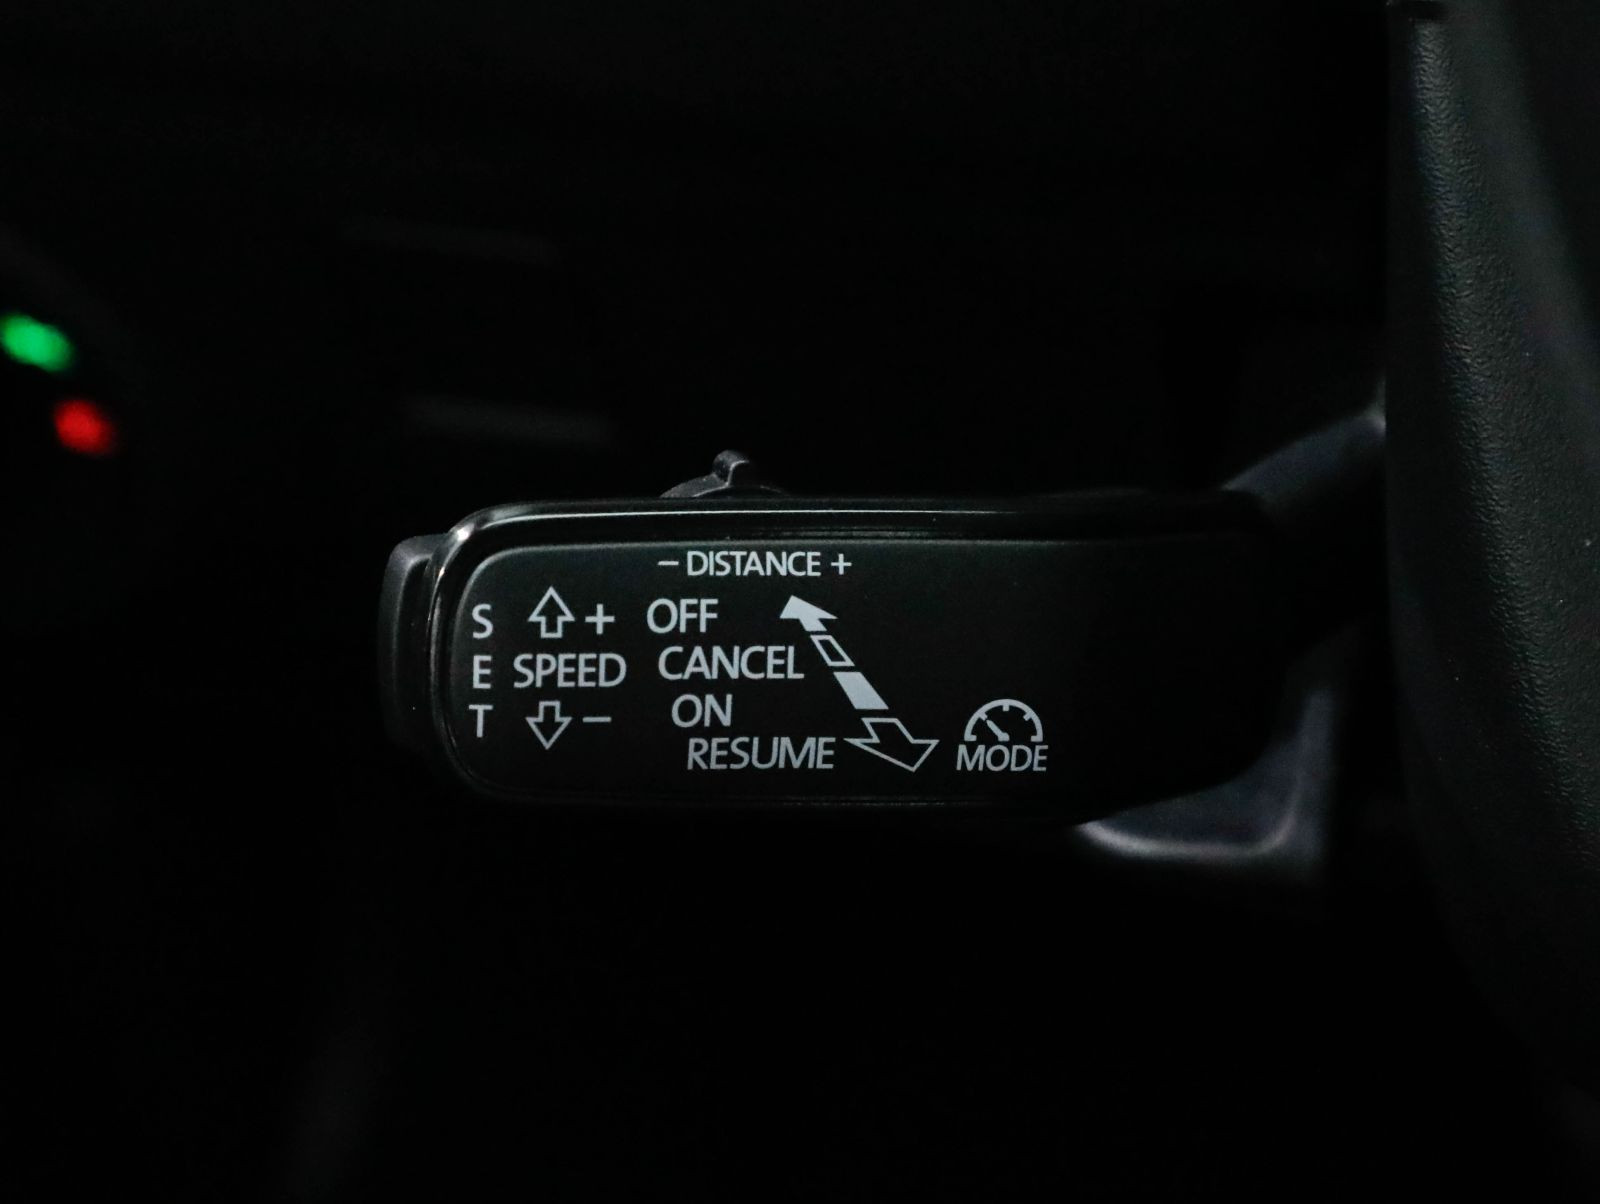 − DISTANCE +
S + OFF
E SPEED CANCEL
T − ON
RESUME
MODE